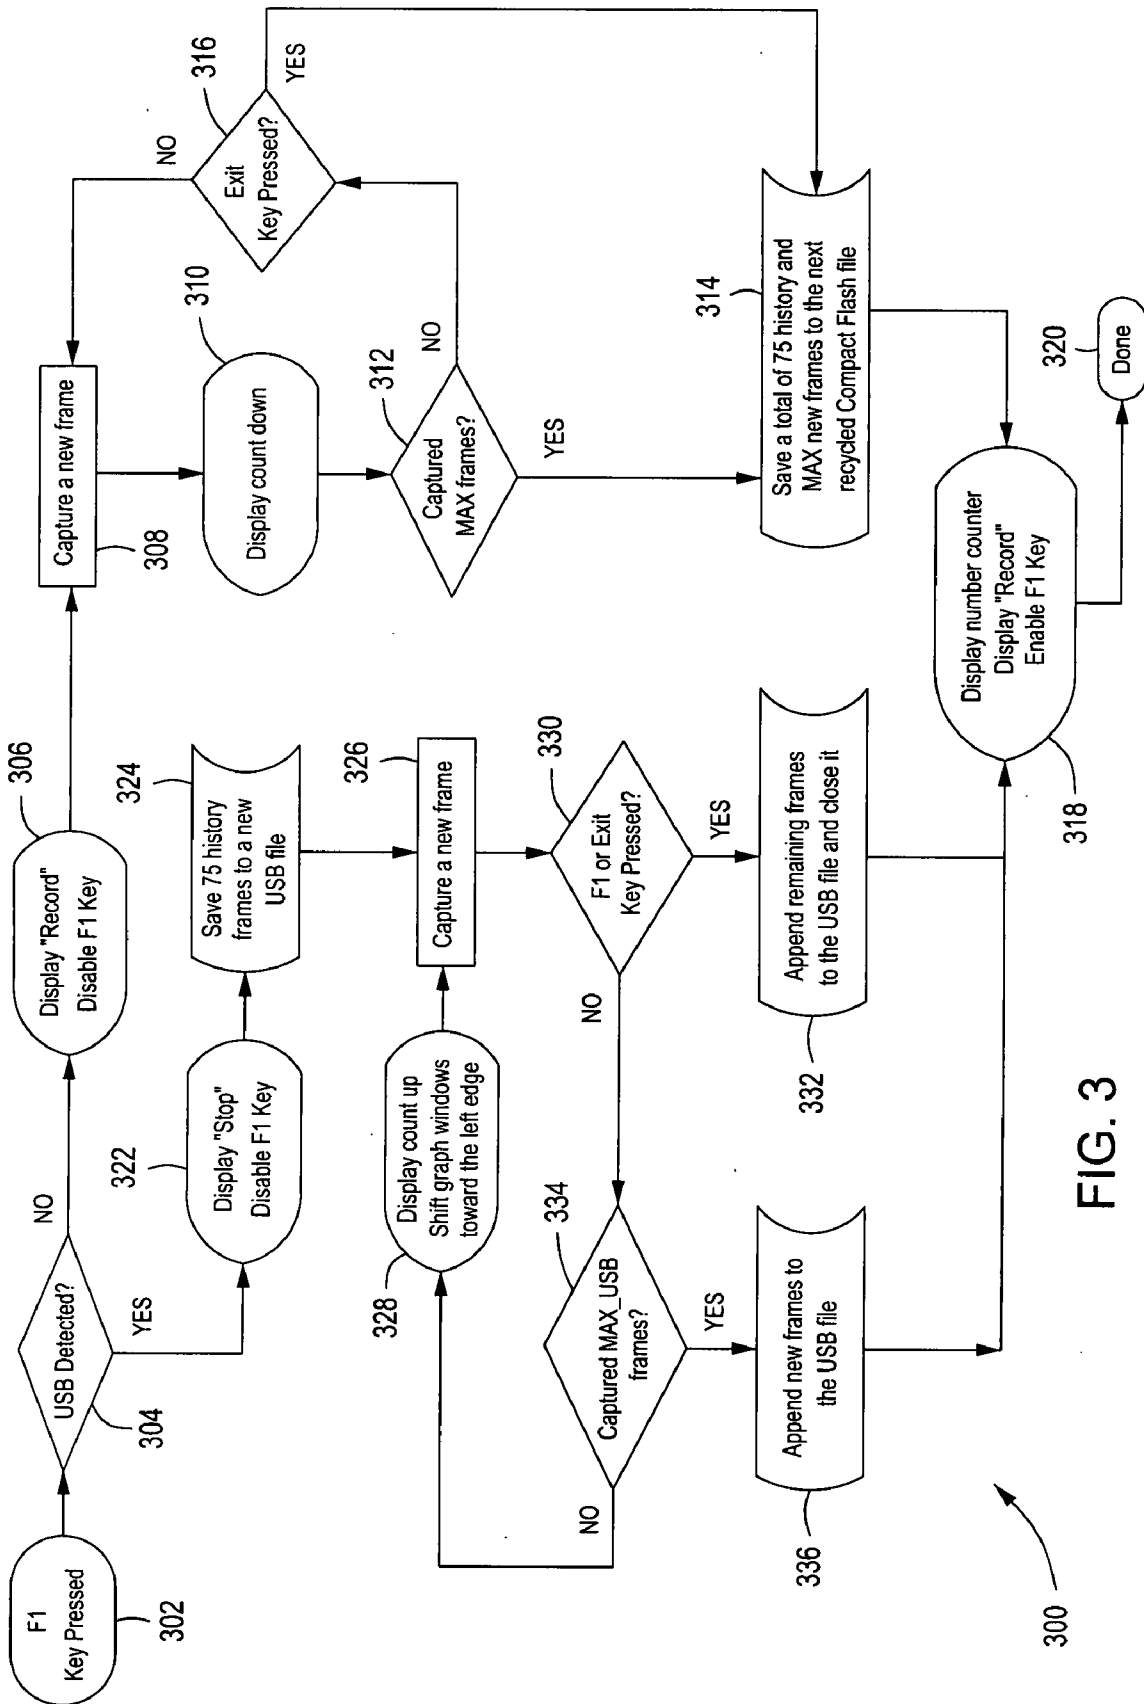 F1
Key Pressed
302
USB Detected?
304
NO
YES
Display "Record"
Disable F1 Key
306
Capture a new frame
308
Display count down
310
Captured
MAX frames?
312
NO
YES
Exit
Key Pressed?
316
NO
YES
Save a total of 75 history and
MAX new frames to the next
recycled Compact Flash file
314
Display "Stop"
Disable F1 Key
322
Save 75 history
frames to a new
USB file
324
Capture a new frame
326
Display count up
Shift graph windows
toward the left edge
328
F1 or Exit
Key Pressed?
330
NO
YES
Append remaining frames
to the USB file and close it
332
Captured MAX_USB
frames?
334
NO
YES
Append new frames to
the USB file
336
Display number counter
Display "Record"
Enable F1 Key
318
Done
320
300
FIG. 3